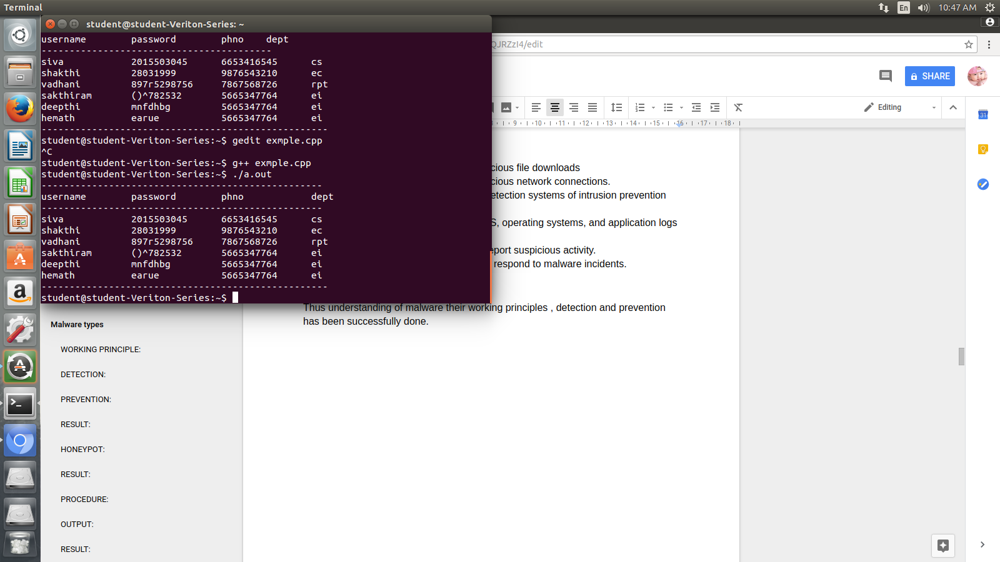 Terminal
En
10:47 AM
student@student-Veriton-Series: ~
username password phno dept
-----------------------------------------
siva 2015503045 6653416545 cs
shakthi 28031999 9876543210 ec
vadhani 897r5298756 7867568726 rpt
sakthiram ()^782532 5665347764 ei
deepthi mnfdhbg 5665347764 ei
hemath earue 5665347764 ei
---------------------------------------------------
student@student-Veriton-Series:~$ gedit exmple.cpp
^C
student@student-Veriton-Series:~$ g++ exmple.cpp
student@student-Veriton-Series:~$ ./a.out
--------------------------------------------------
username password phno dept
--------------------------------------------------
siva 2015503045 6653416545 cs
shakthi 28031999 9876543210 ec
vadhani 897r5298756 7867568726 rpt
sakthiram ()^782532 5665347764 ei
deepthi mnfdhbg 5665347764 ei
hemath earue 5665347764 ei
---------------------------------------------------
student@student-Veriton-Series:~$
QJRZzI4/edit
SHARE
Editing
9 10 11 12 13 14 15 16 17 18
31
cious file downloads
cious network connections.
etection systems of intrusion prevention
S, operating systems, and application logs
eport suspicious activity.
respond to malware incidents.
Thus understanding of malware their working principles , detection and prevention
has been successfully done.
Malware types
WORKING PRINCIPLE:
DETECTION:
PREVENTION:
RESULT:
HONEYPOT:
RESULT:
PROCEDURE:
OUTPUT:
RESULT: